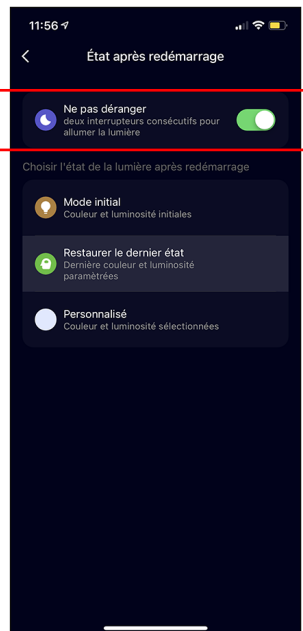 11:56
État après redémarrage
Ne pas déranger
deux interrupteurs consécutifs pour
allumer la lumière
Choisir l'état de la lumière après redémarrage
Mode initial
Couleur et luminosité initiales
Restaurer le dernier état
Dernière couleur et luminosité
paramétrées
Personnalisé
Couleur et luminosité sélectionnées